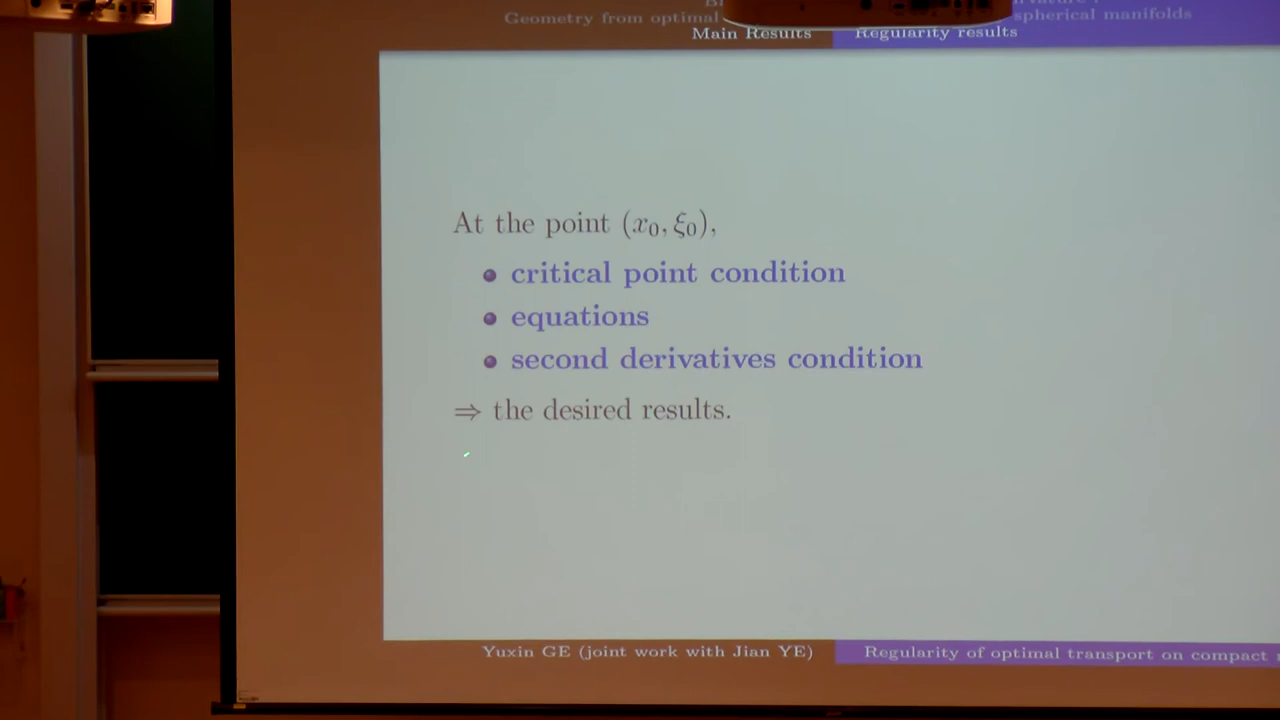 Geometry from optimal
spherical manifolds
Main Results
Regularity results
At the point (x₀, ξ₀),
• critical point condition
• equations
• second derivatives condition
⇒ the desired results.
Yuxin GE (joint work with Jian YE)
Regularity of optimal transport on compact